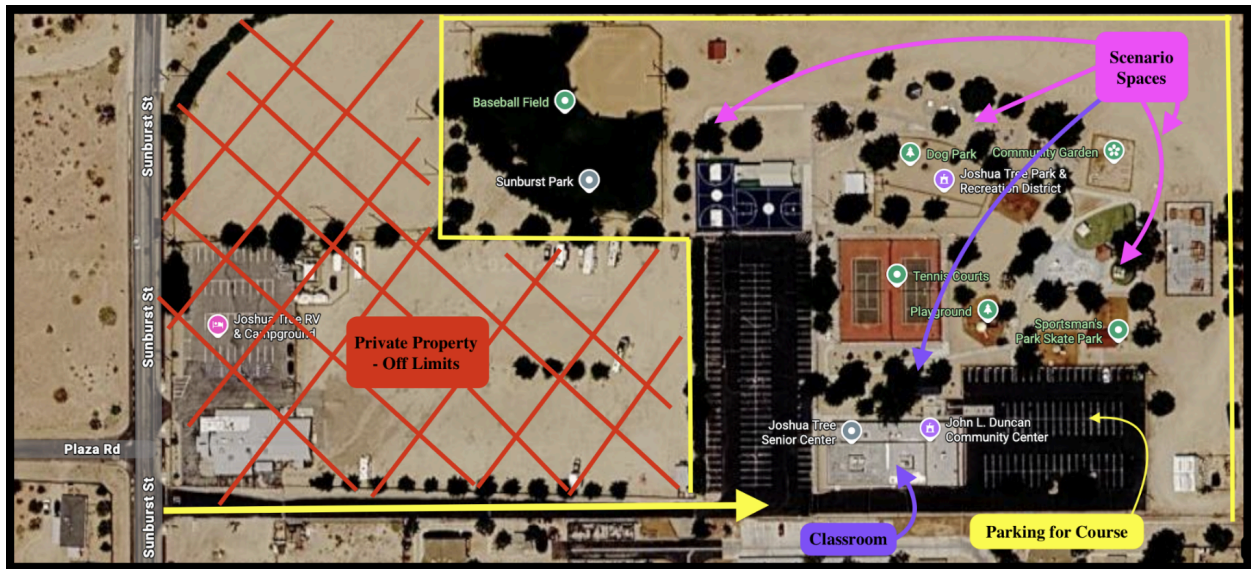 Scenario
Spaces
Baseball Field
Sunburst St
Dog Park
Community Garden
Sunburst Park
Joshua Tree Park &
Recreation District
Tennis Courts
Sunburst St
Joshua Tree RV
& Campground
Private Property
- Off Limits
Playground
Sportsman's
Park Skate Park
Joshua Tree
Senior Center
John L. Duncan
Community Center
Plaza Rd
Sunburst St
Classroom
Parking for Course